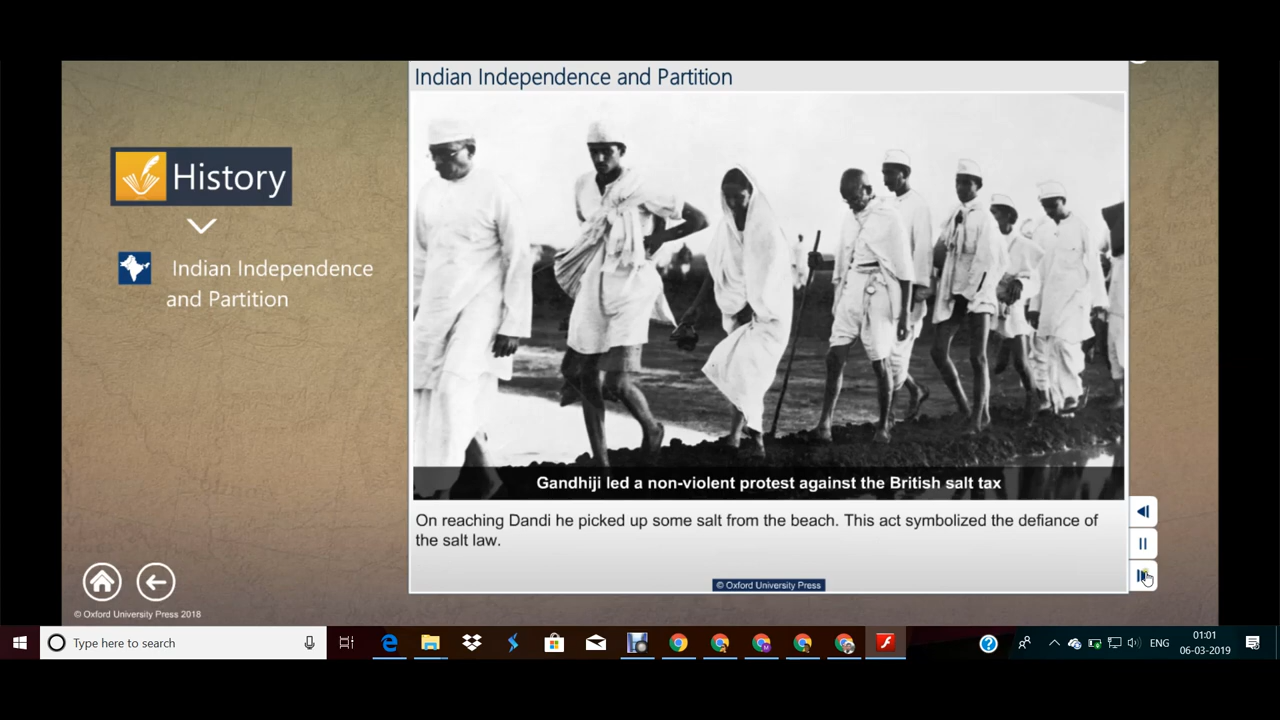 Indian Independence and Partition
History
Indian Independence
and Partition
Gandhiji led a non-violent protest against the British salt tax
On reaching Dandi he picked up some salt from the beach. This act symbolized the defiance of
the salt law.
© Oxford University Press
© Oxford University Press 2018
Type here to search
ENG
01:01
06-03-2019